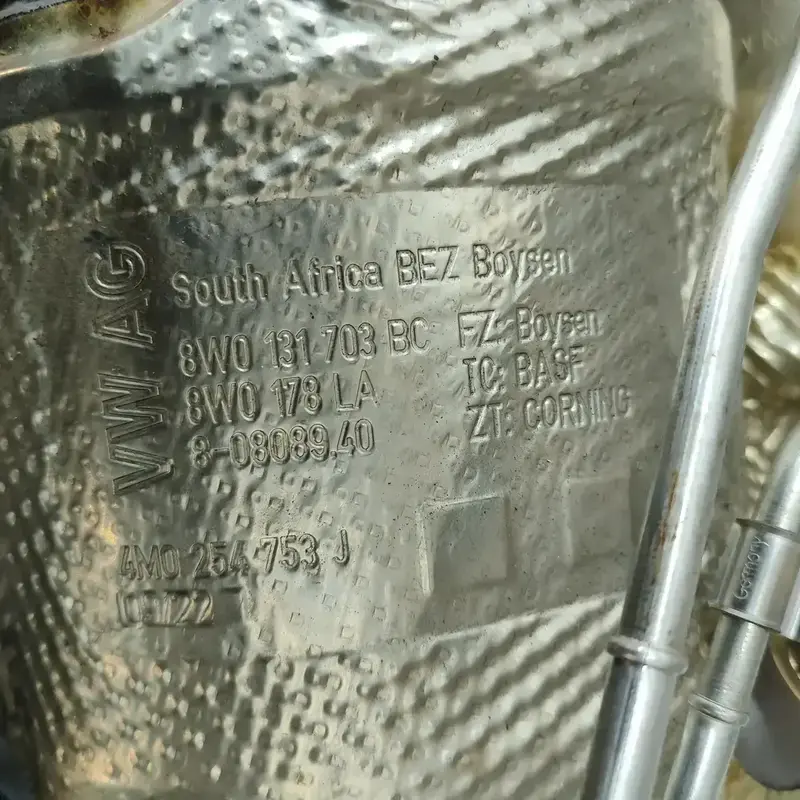 VW AG
South Africa BEZ Boysen
8W0 131 703 BC FZ: Boysen
8W0 178 LA TC: BASF
8-08089.40 ZT: CORNING
4M0 254 753 J
Germany